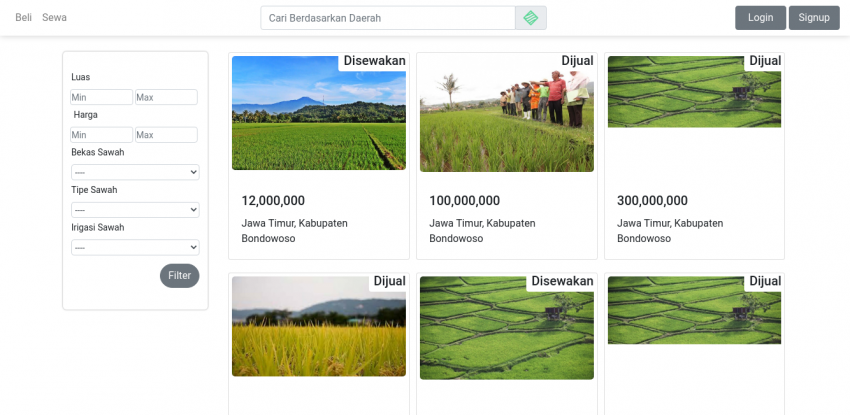 Beli Sewa
Cari Berdasarkan Daerah
Login Signup
Luas
Min Max
Harga
Min Max
Bekas Sawah
----
Tipe Sawah
----
Irigasi Sawah
----
Filter
Disewakan
12,000,000
Jawa Timur, Kabupaten
Bondowoso
Dijual
100,000,000
Jawa Timur, Kabupaten
Bondowoso
Dijual
300,000,000
Jawa Timur, Kabupaten
Bondowoso
Dijual
Disewakan
Dijual